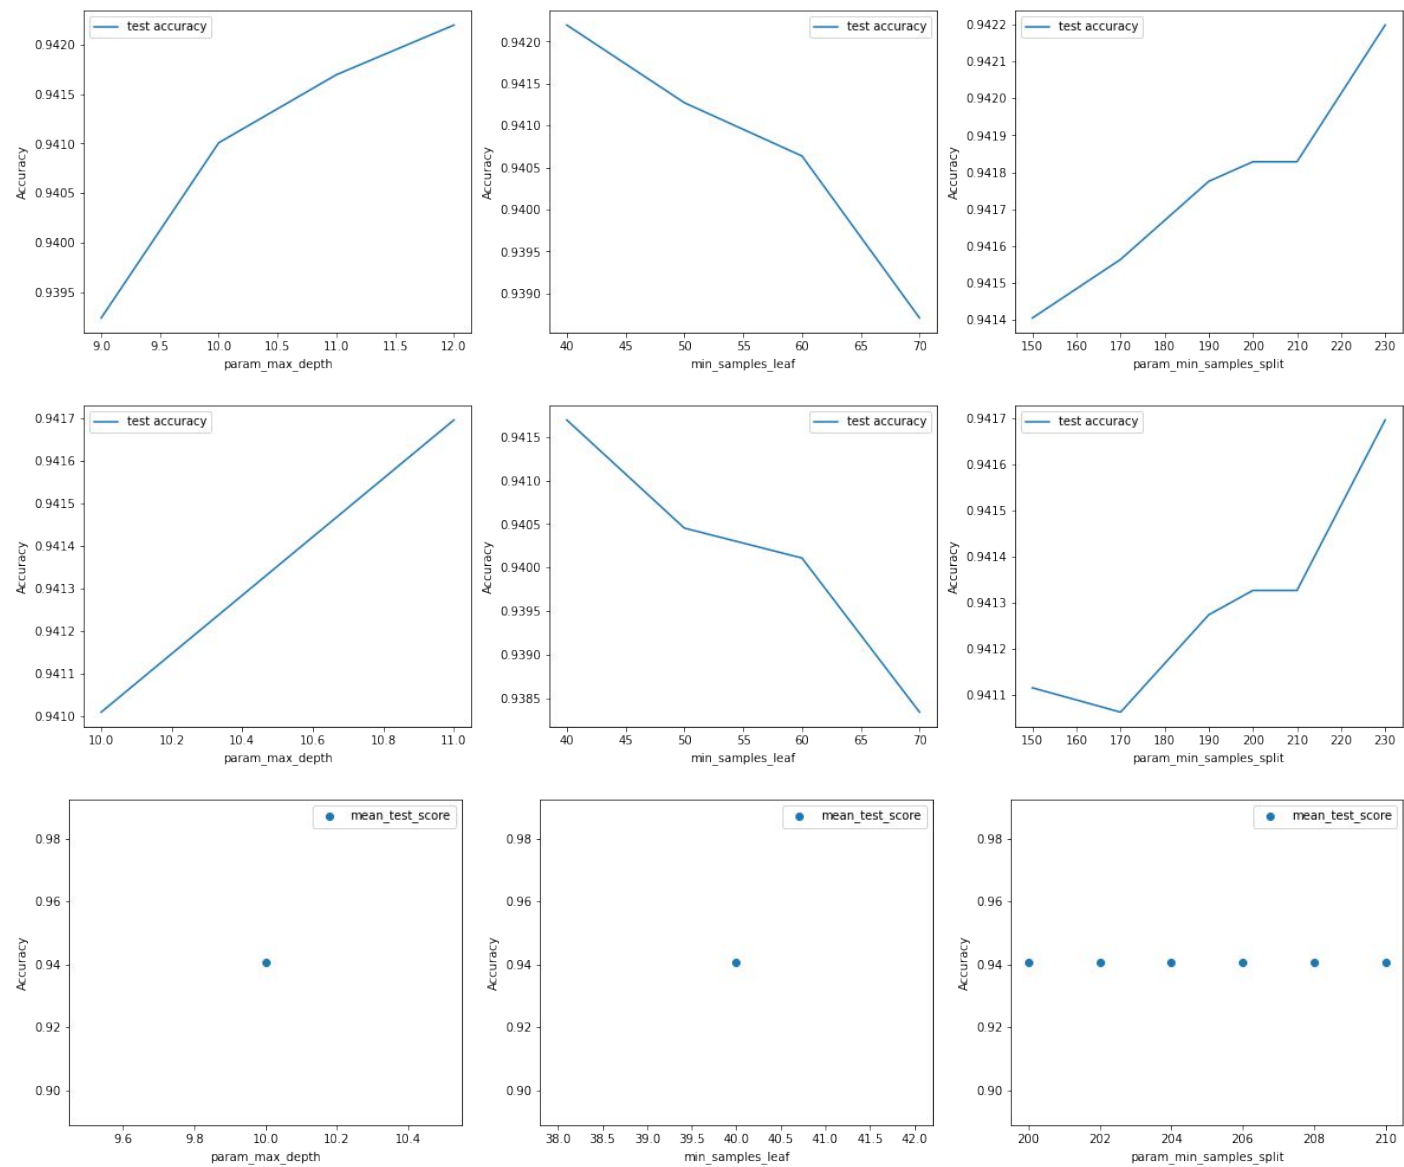 test accuracy
Accuracy
0.9420
0.9415
0.9410
0.9405
0.9400
0.9395
9.0 9.5 10.0 10.5 11.0 11.5 12.0
param_max_depth
test accuracy
Accuracy
0.9420
0.9415
0.9410
0.9405
0.9400
0.9395
0.9390
40 45 50 55 60 65 70
min_samples_leaf
test accuracy
Accuracy
0.9422
0.9421
0.9420
0.9419
0.9418
0.9417
0.9416
0.9415
0.9414
150 160 170 180 190 200 210 220 230
param_min_samples_split
test accuracy
Accuracy
0.9417
0.9416
0.9415
0.9414
0.9413
0.9412
0.9411
0.9410
10.0 10.2 10.4 10.6 10.8 11.0
param_max_depth
test accuracy
Accuracy
0.9415
0.9410
0.9405
0.9400
0.9395
0.9390
0.9385
40 45 50 55 60 65 70
min_samples_leaf
test accuracy
Accuracy
0.9417
0.9416
0.9415
0.9414
0.9413
0.9412
0.9411
150 160 170 180 190 200 210 220 230
param_min_samples_split
mean_test_score
Accuracy
0.98
0.96
0.94
0.92
0.90
9.6 9.8 10.0 10.2 10.4
param_max_depth
mean_test_score
Accuracy
0.98
0.96
0.94
0.92
0.90
38.0 38.5 39.0 39.5 40.0 40.5 41.0 41.5 42.0
min_samples_leaf
mean_test_score
Accuracy
0.98
0.96
0.94
0.92
0.90
200 202 204 206 208 210
param_min_samples_split